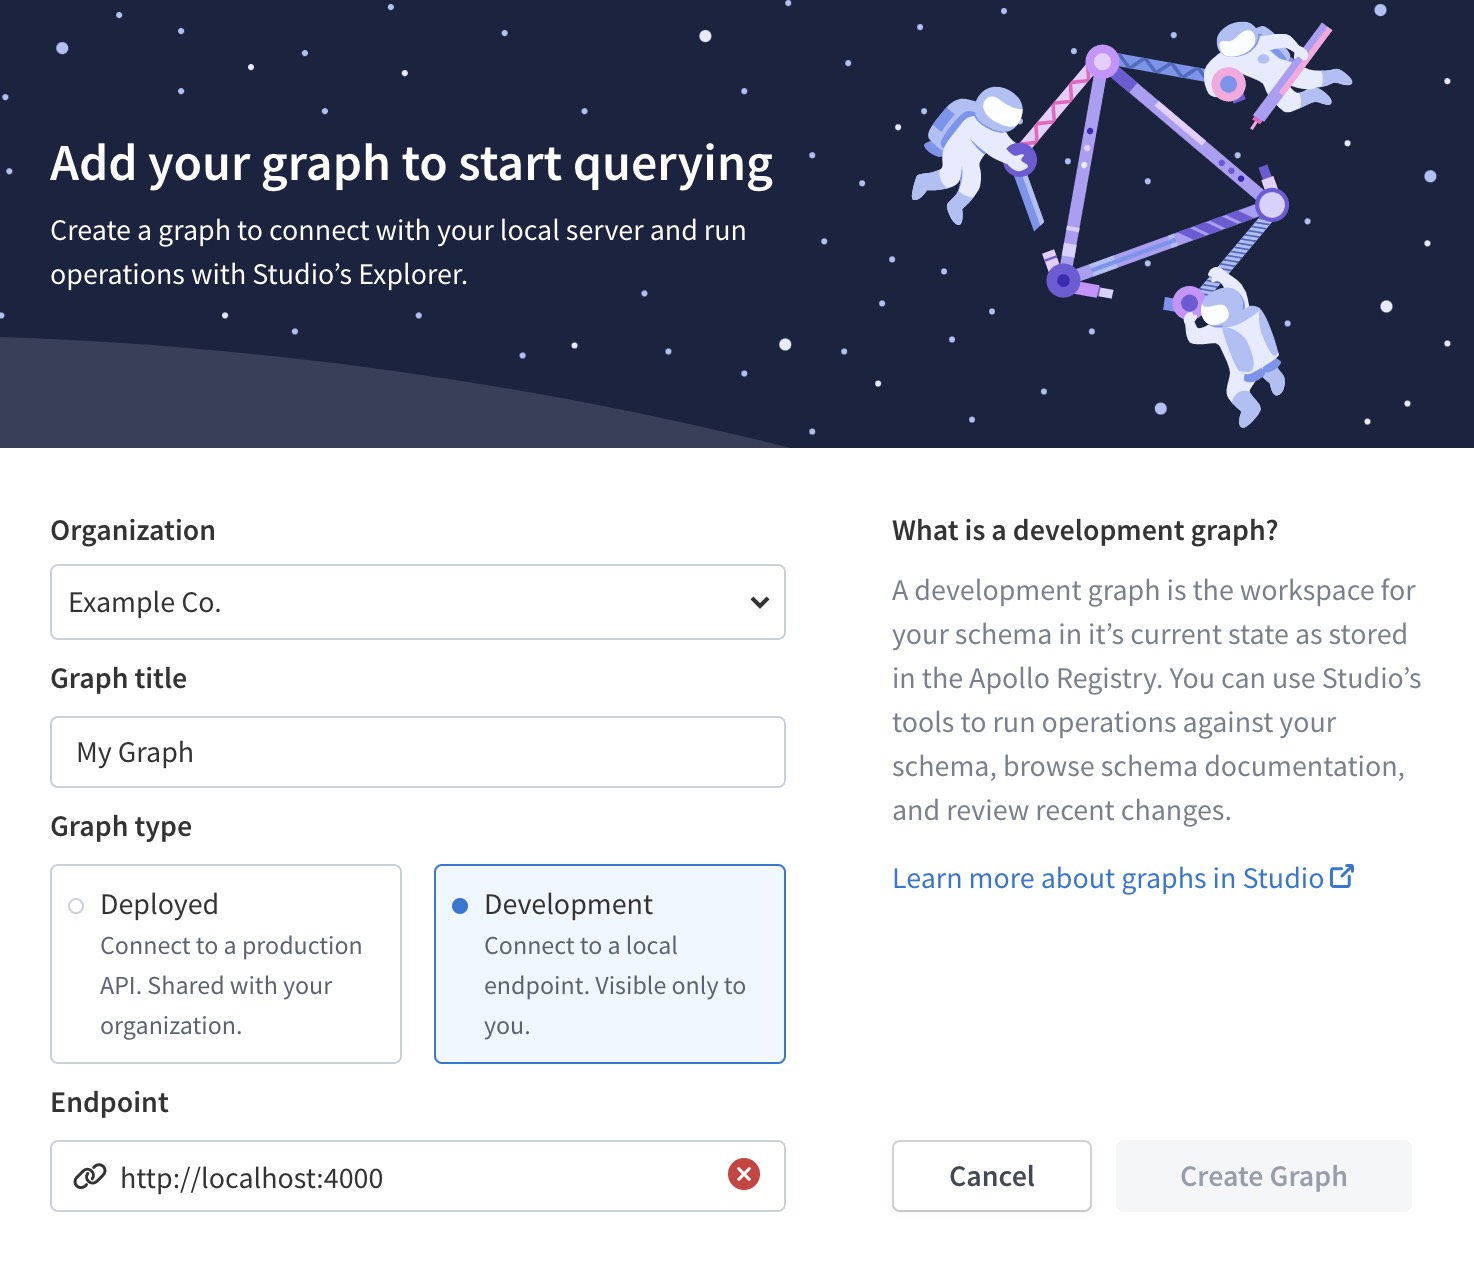 Add your graph to start querying
Create a graph to connect with your local server and run
operations with Studio’s Explorer.
Organization
Example Co.
Graph title
My Graph
Graph type
Deployed
Connect to a production
API. Shared with your
organization.
Development
Connect to a local
endpoint. Visible only to
you.
Endpoint
http://localhost:4000
What is a development graph?
A development graph is the workspace for
your schema in it’s current state as stored
in the Apollo Registry. You can use Studio’s
tools to run operations against your
schema, browse schema documentation,
and review recent changes.
Learn more about graphs in Studio
Cancel
Create Graph